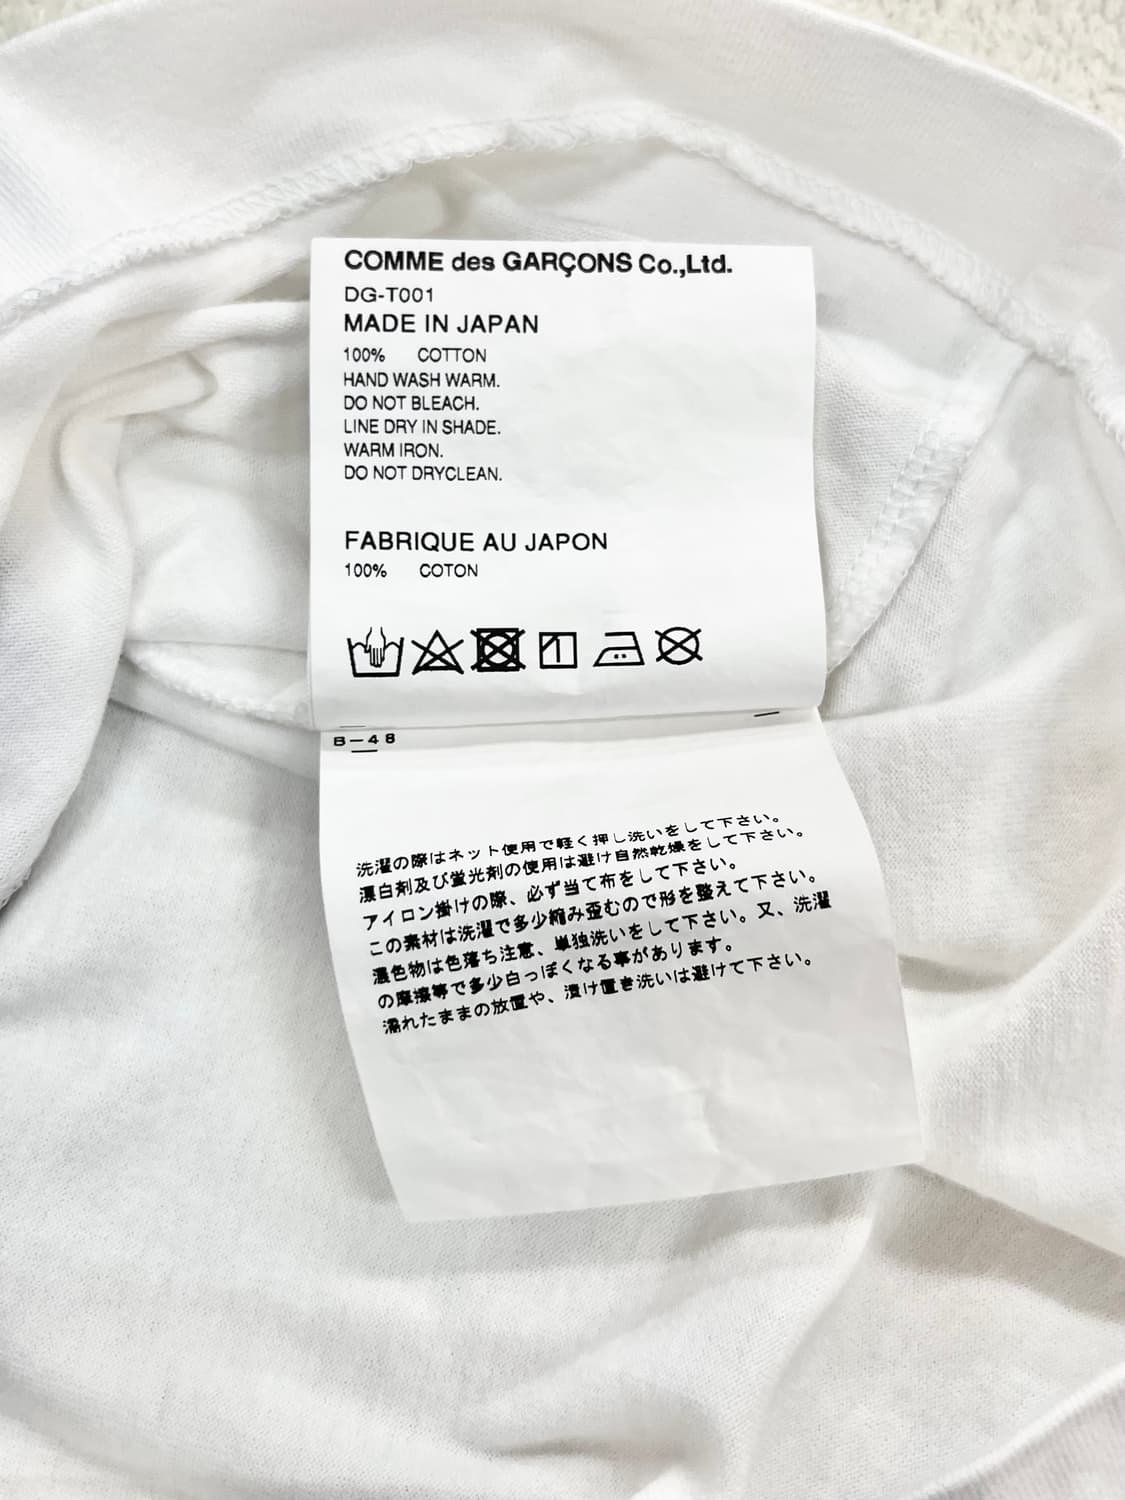 COMME des GARÇONS Co.,Ltd.
DG-T001
MADE IN JAPAN
100% COTTON
HAND WASH WARM.
DO NOT BLEACH.
LINE DRY IN SHADE.
WARM IRON.
DO NOT DRYCLEAN.
FABRIQUE AU JAPON
100% COTON
B-48
洗濯の際はネット使用で軽く押し洗いをして下さい。
漂白剤及び蛍光剤の使用は避け自然乾燥をして下さい。
アイロン掛けの際、必ず当て布をして下さい。
この素材は洗濯で多少縮み歪むので形を整えて下さい。
濃色物は色落ち注意、単独洗いをして下さい。又、洗濯
の摩擦等で多少白っぽくなる事があります。
濡れたままの放置や、漬け置き洗いは避けて下さい。